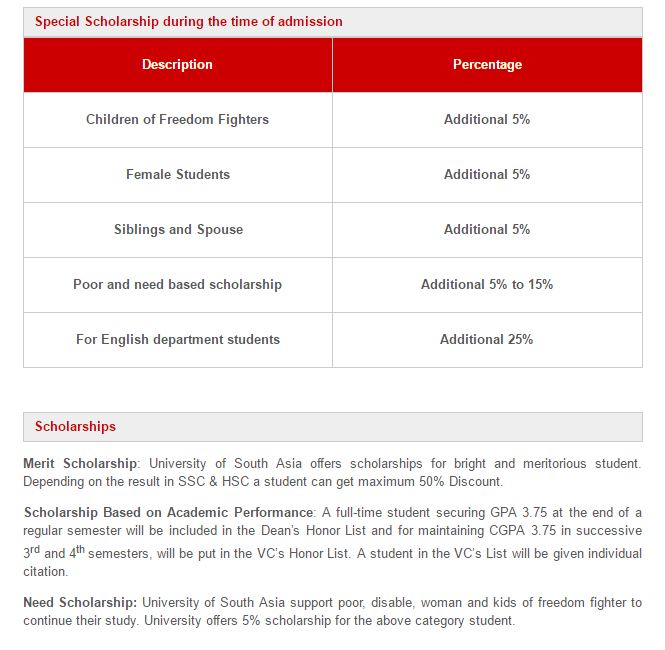 Special Scholarship during the time of admission
Description Percentage
Children of Freedom Fighters Additional 5%
Female Students Additional 5%
Siblings and Spouse Additional 5%
Poor and need based scholarship Additional 5% to 15%
For English department students Additional 25%
Scholarships
Merit Scholarship: University of South Asia offers scholarships for bright and meritorious student.
Depending on the result in SSC & HSC a student can get maximum 50% Discount.
Scholarship Based on Academic Performance: A full-time student securing GPA 3.75 at the end of a
regular semester will be included in the Dean’s Honor List and for maintaining CGPA 3.75 in successive
3rd and 4th semesters, will be put in the VC’s Honor List. A student in the VC’s List will be given individual
citation.
Need Scholarship: University of South Asia support poor, disable, woman and kids of freedom fighter to
continue their study. University offers 5% scholarship for the above category student.